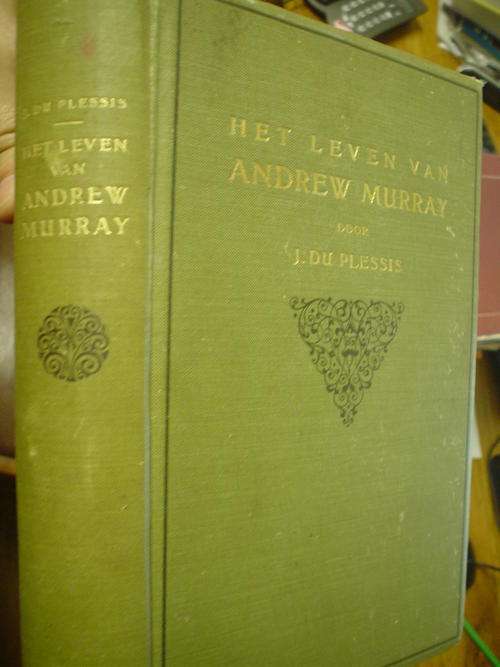 J. DU PLESSIS
HET LEVEN
VAN
ANDREW
MURRAY
HET LEVEN VAN
ANDREW MURRAY
DOOR
J. DU PLESSIS